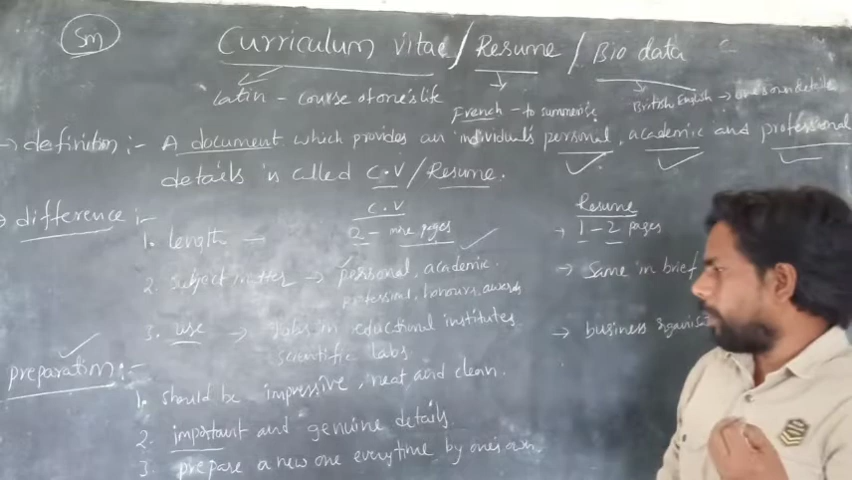 Sm
Curriculum vitae / Resume / Bio data
Latin - Course of one's life
French - to summerise
British English → one's own details
→ definition :- A document which provides an individual's personal, academic and professional
details is called C.V / Resume.
→ difference :-
C.V
Resume
1. length - 2 - more pages → 1 - 2 pages
2. subject matter → personal, academic. → same in brief
professional, honours, awards
3. use → Jobs in educational institutes → business
scientific labs
preparation :-
1. should be impressive, neat and clean.
2. important and genuine details.
3. prepare a new one everytime by one's own